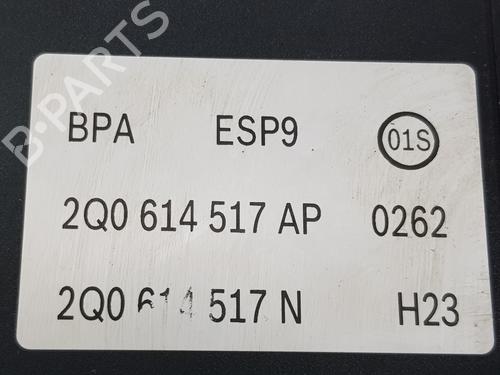 B-PARTS
BPA ESP9 01S
2Q0 614 517 AP 0262
2Q0 614 517 N H23